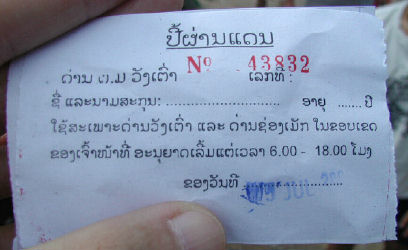 ປີ້ຜ່ານແດນ
Nº 43832
ດ່ານ ຕ.ມ ວັງເຕົ່າ ເລກທີ :
ຊື່ ແລະນາມສະກຸນ: ................................ ອາຍຸ ....... ປີ
ໃຊ້ສະເພາະດ່ານວັງເຕົ່າ ແລະ ດ່ານຊ່ອງເມັກ ໃນຂອບເຂດ
ຂອງເຈົ້າໜ້າທີ່ ອະນຸຍາດເລີ່ມແຕ່ເວລາ 6.00 - 18.00 ໂມງ
ຂອງວັນທີ ........................